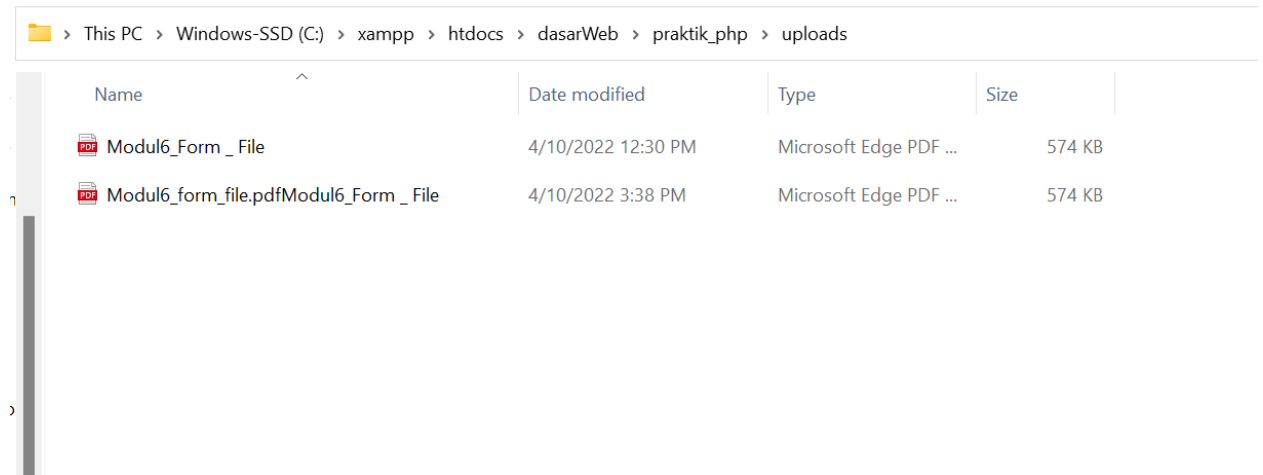 This PC > Windows-SSD (C:) > xampp > htdocs > dasarWeb > praktik_php > uploads
Name Date modified Type Size
PDF Modul6_Form _ File 4/10/2022 12:30 PM Microsoft Edge PDF ... 574 KB
PDF Modul6_form_file.pdfModul6_Form _ File 4/10/2022 3:38 PM Microsoft Edge PDF ... 574 KB